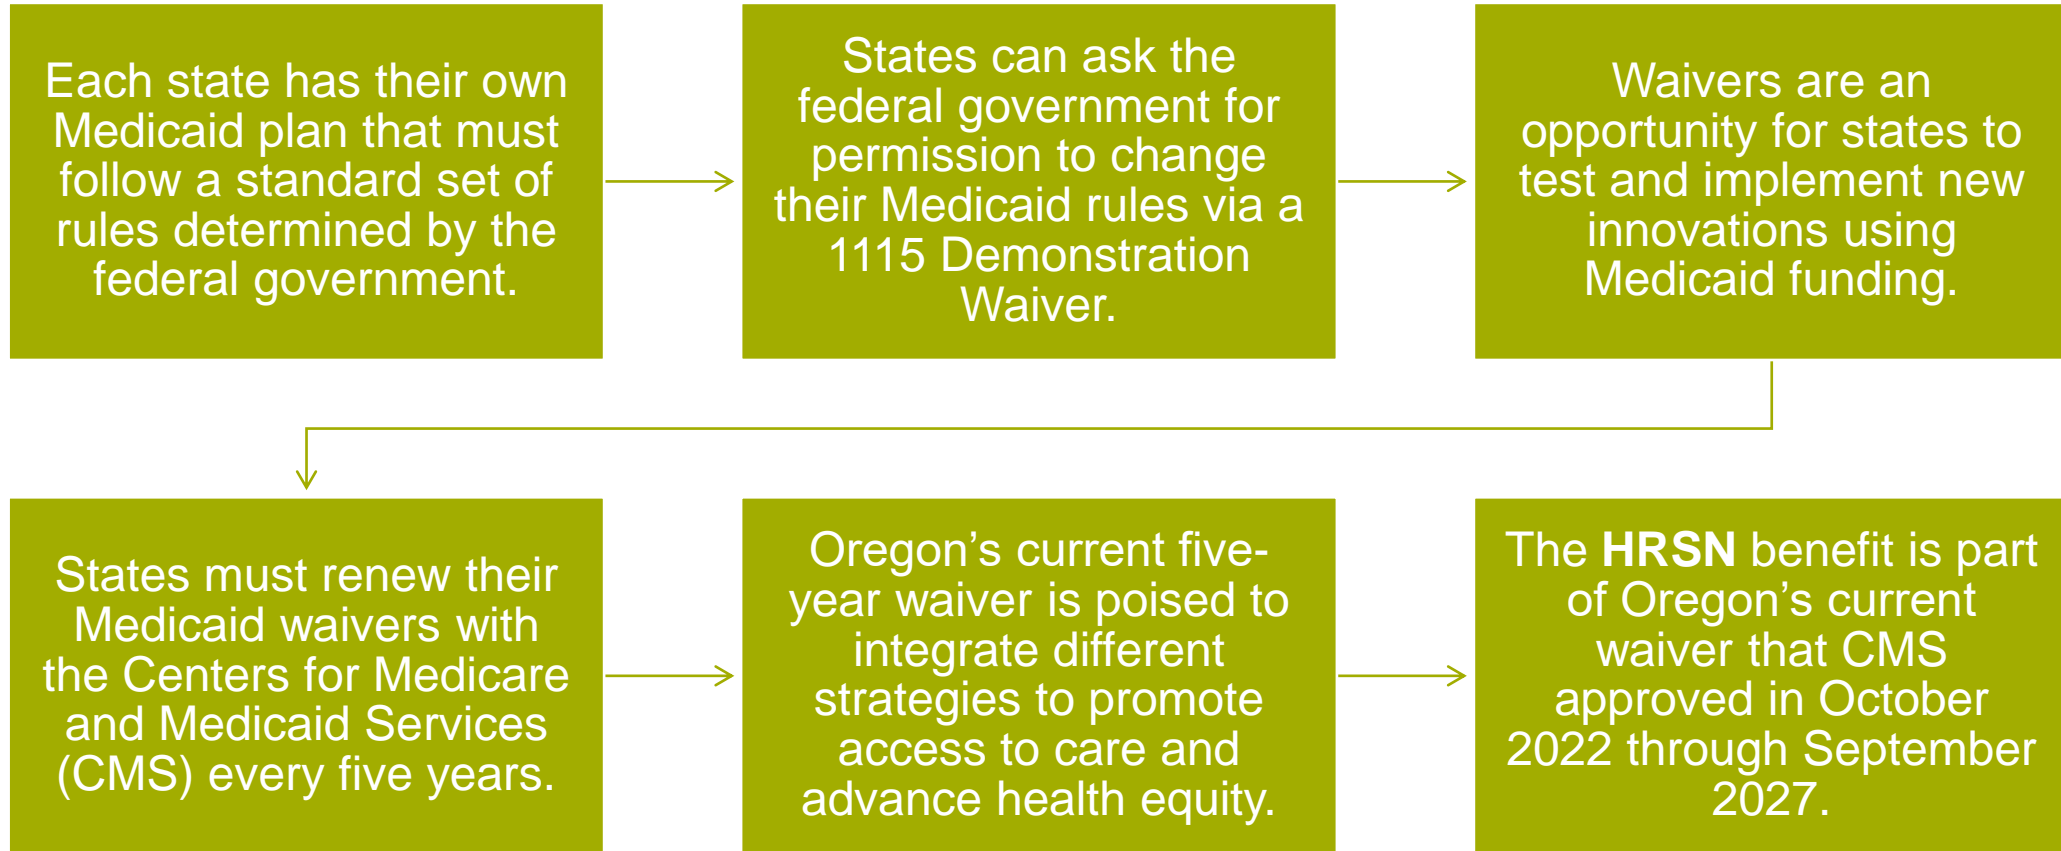 Each state has their own
Medicaid plan that must
follow a standard set of
rules determined by the
federal government.
States can ask the
federal government for
permission to change
their Medicaid rules via a
1115 Demonstration
Waiver.
Waivers are an
opportunity for states to
test and implement new
innovations using
Medicaid funding.
States must renew their
Medicaid waivers with
the Centers for Medicare
and Medicaid Services
(CMS) every five years.
Oregon’s current five-
year waiver is poised to
integrate different
strategies to promote
access to care and
advance health equity.
The HRSN benefit is part
of Oregon’s current
waiver that CMS
approved in October
2022 through September
2027.